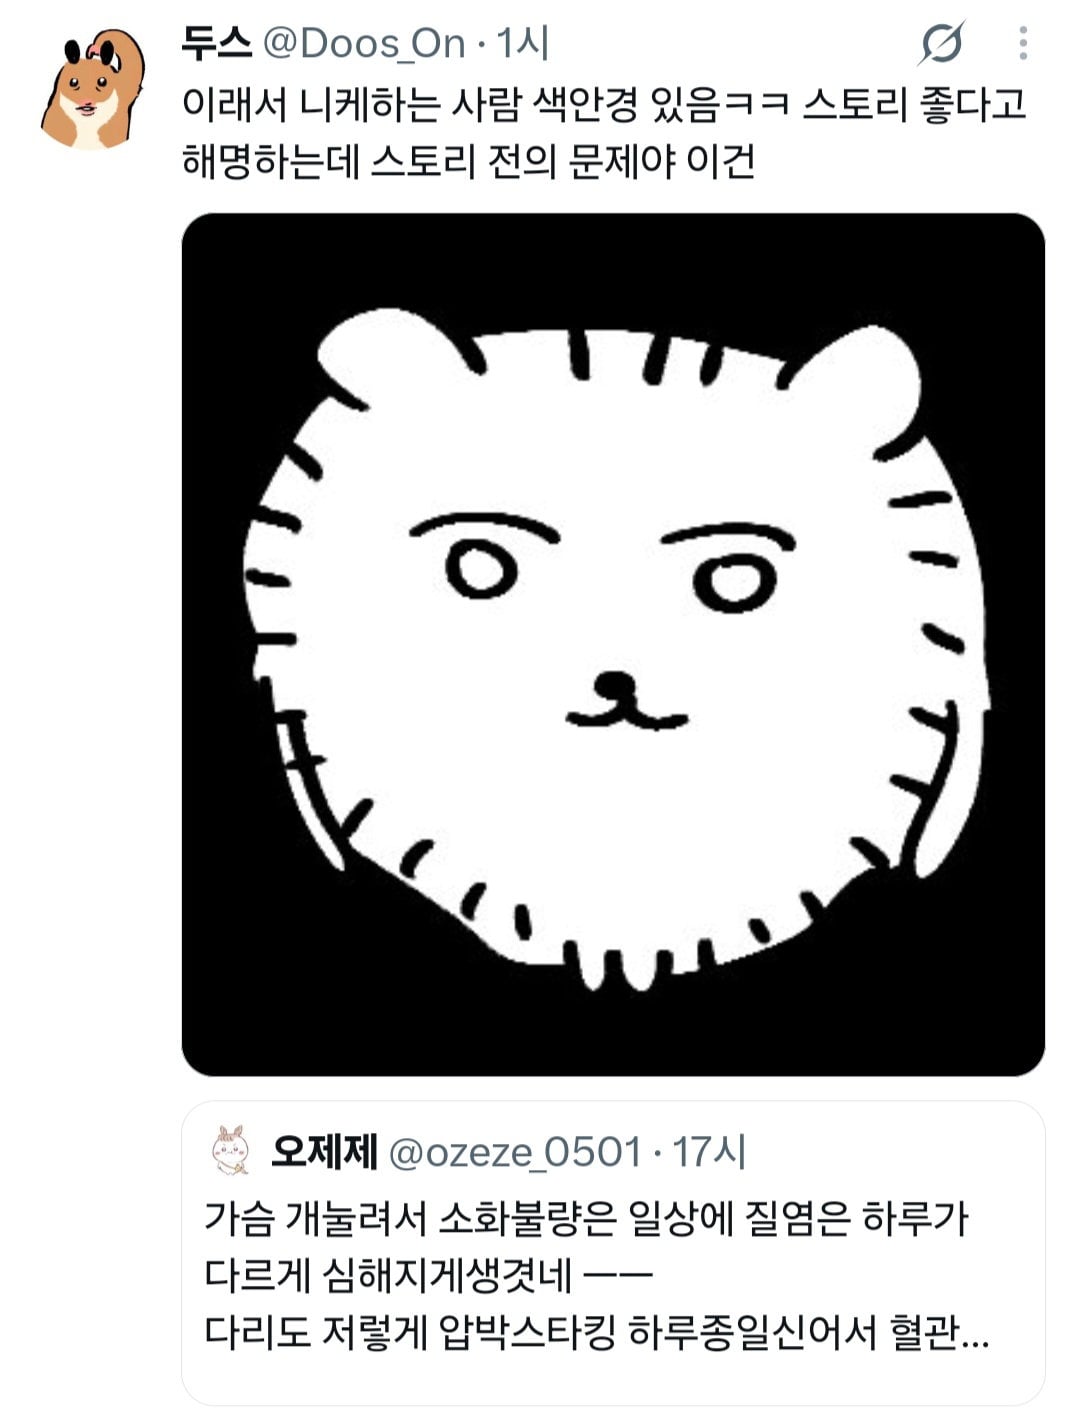 두스 @Doos_On · 1시
이래서 니케하는 사람 색안경 있음ㅋㅋ 스토리 좋다고
해명하는데 스토리 전의 문제야 이건
오제제 @ozeze_0501 · 17시
가슴 개눌려서 소화불량은 일상에 질염은 하루가
다르게 심해지게생겻네 ㅡㅡ
다리도 저렇게 압박스타킹 하루종일신어서 혈관...